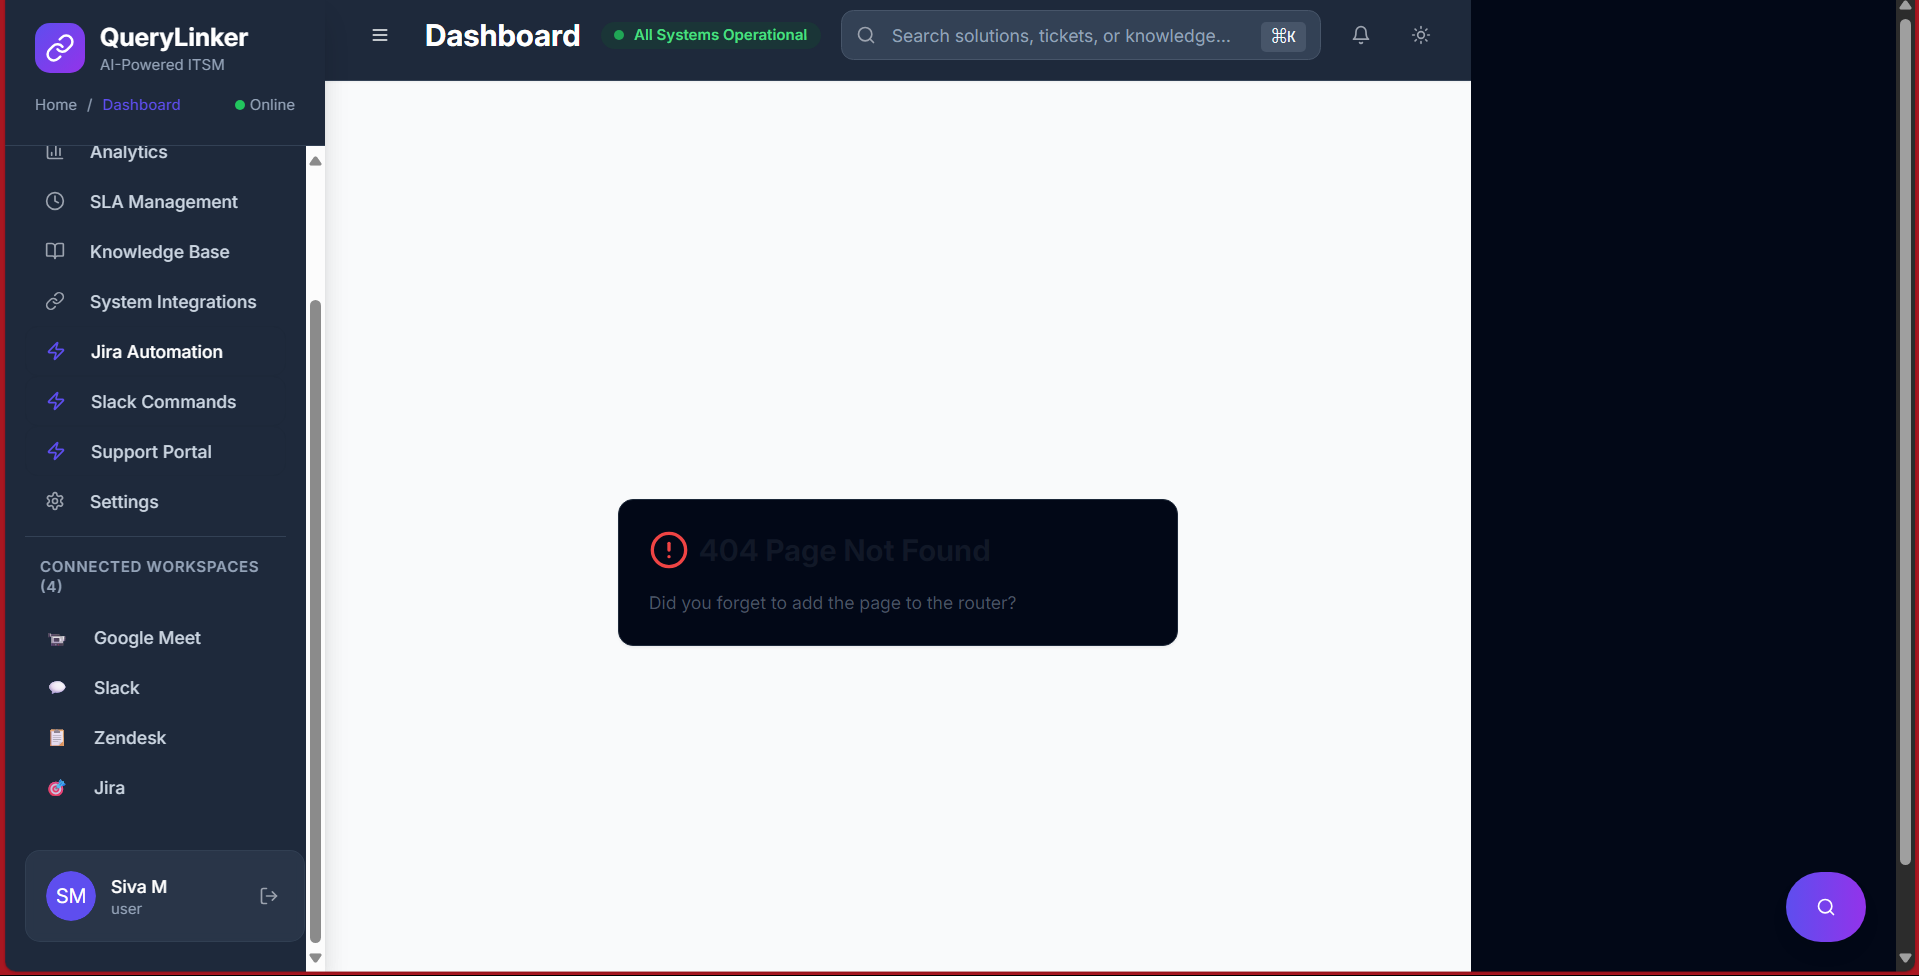 QueryLinker
AI-Powered ITSM
Home / Dashboard
Online
Analytics
SLA Management
Knowledge Base
System Integrations
Jira Automation
Slack Commands
Support Portal
Settings
CONNECTED WORKSPACES
(4)
Google Meet
Slack
Zendesk
Jira
SM
Siva M
user
Dashboard
All Systems Operational
Search solutions, tickets, or knowledge...
⌘K
404 Page Not Found
Did you forget to add the page to the router?